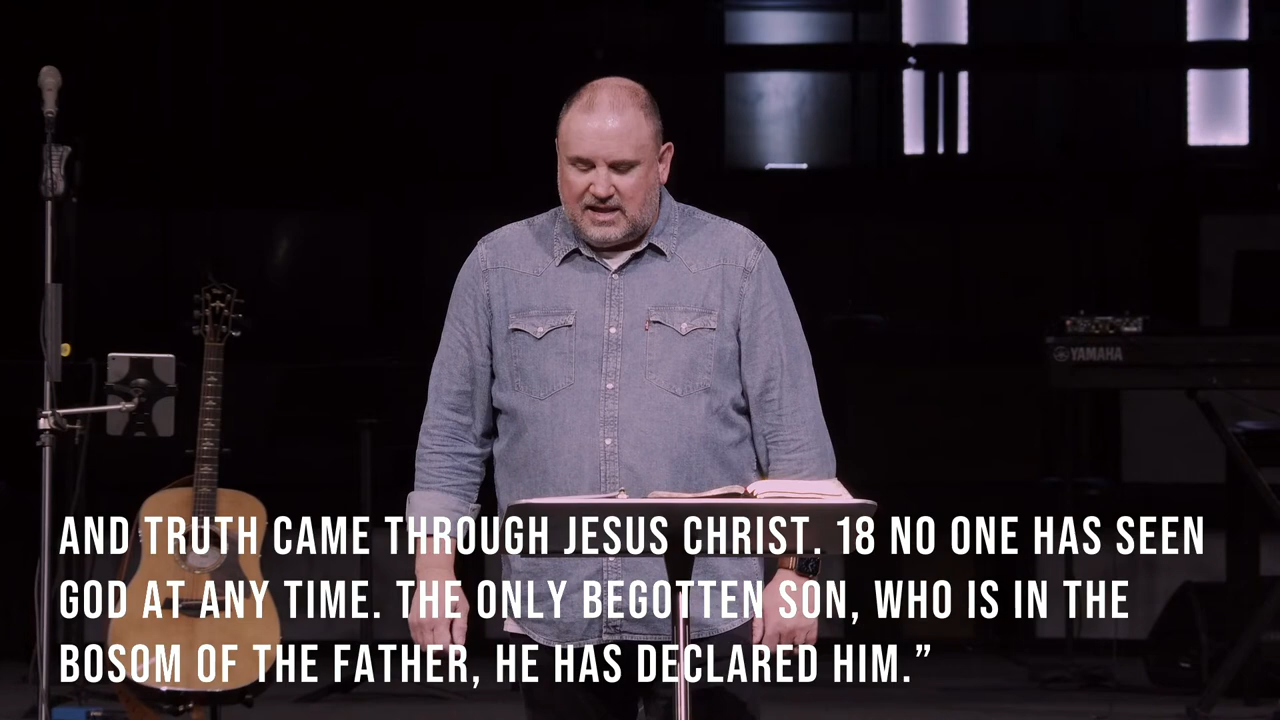 YAMAHA
AND TRUTH CAME THROUGH JESUS CHRIST. 18 NO ONE HAS SEEN
GOD AT ANY TIME. THE ONLY BEGOTTEN SON, WHO IS IN THE
BOSOM OF THE FATHER, HE HAS DECLARED HIM.”